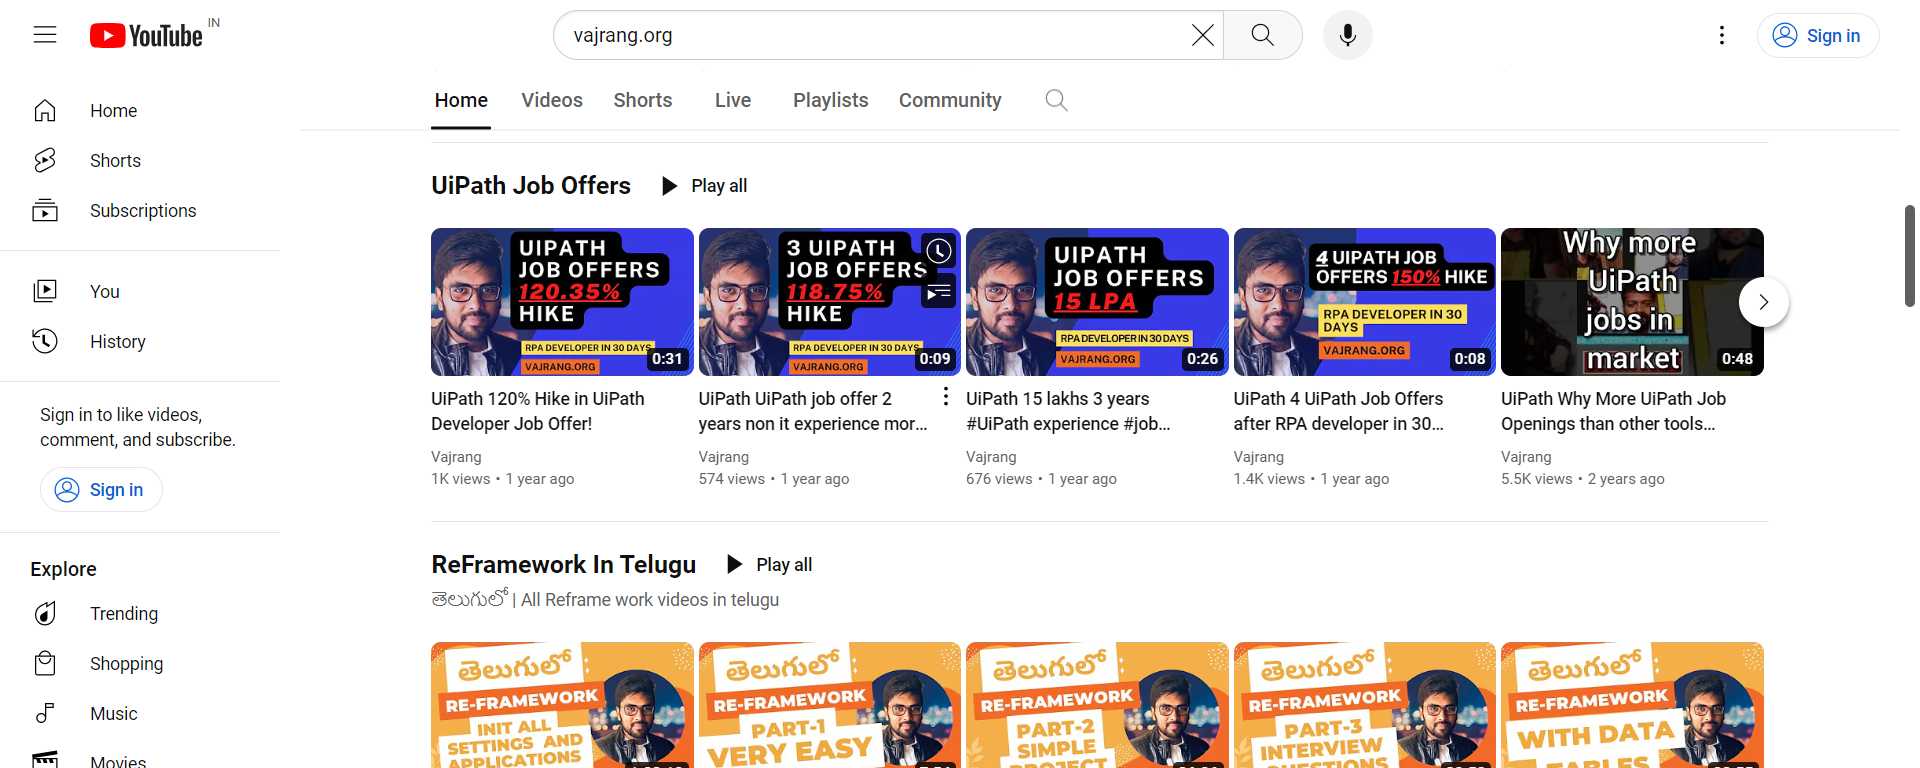 YouTube IN
vajrang.org
Sign in
Home
Shorts
Subscriptions
You
History
Sign in to like videos,
comment, and subscribe.
Sign in
Explore
Trending
Shopping
Music
Movies
Home Videos Shorts Live Playlists Community
UiPath Job Offers Play all
UIPATH
JOB OFFERS
120.35%
HIKE
RPA DEVELOPER IN 30 DAYS
VAJRANG.ORG
0:31
UiPath 120% Hike in UiPath
Developer Job Offer!
Vajrang
1K views • 1 year ago
3 UIPATH
JOB OFFERS
118.75%
HIKE
RPA DEVELOPER IN 30 DAYS
VAJRANG.ORG
0:09
UiPath UiPath job offer 2
years non it experience mor...
Vajrang
574 views • 1 year ago
UIPATH
JOB OFFERS
15 LPA
RPA DEVELOPER IN 30 DAYS
VAJRANG.ORG
0:26
UiPath 15 lakhs 3 years
#UiPath experience #job...
Vajrang
676 views • 1 year ago
4 UIPATH JOB
OFFERS 150% HIKE
RPA DEVELOPER IN 30
DAYS
VAJRANG.ORG
0:08
UiPath 4 UiPath Job Offers
after RPA developer in 30...
Vajrang
1.4K views • 1 year ago
Why more
UiPath
jobs in
market
0:48
UiPath Why More UiPath Job
Openings than other tools...
Vajrang
5.5K views • 2 years ago
ReFramework In Telugu Play all
తెలుగులో | All Reframe work videos in telugu
తెలుగులో
RE-FRAMEWORK
INIT ALL
SETTINGS AND
APPLICATIONS
తెలుగులో
RE-FRAMEWORK
PART-1
VERY EASY
తెలుగులో
RE-FRAMEWORK
PART-2
SIMPLE
PROJECT
తెలుగులో
RE-FRAMEWORK
PART-3
INTERVIEW
QUESTIONS
తెలుగులో
RE-FRAMEWORK
WITH DATA
TABLES